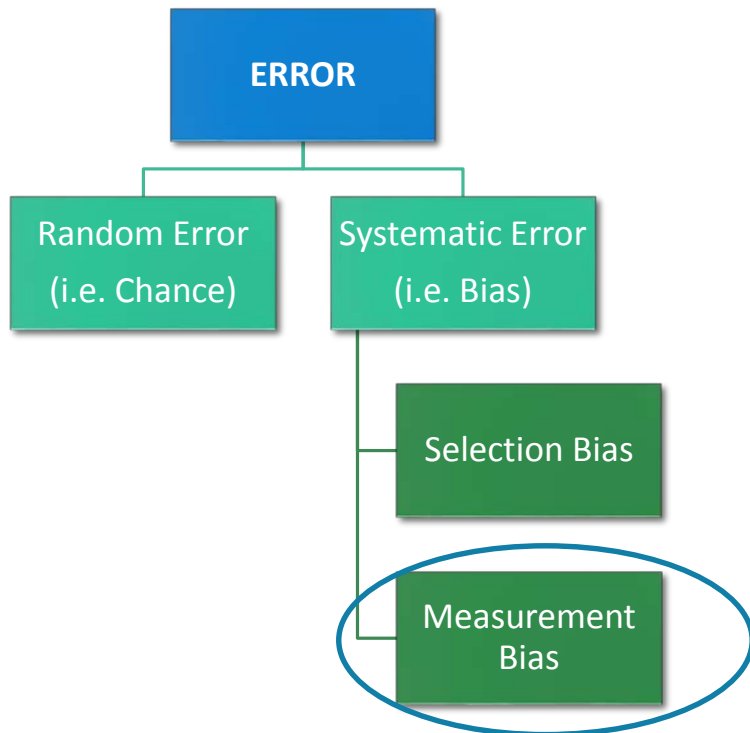 ERROR
Random Error
(i.e. Chance)
Systematic Error
(i.e. Bias)
Selection Bias
Measurement
Bias